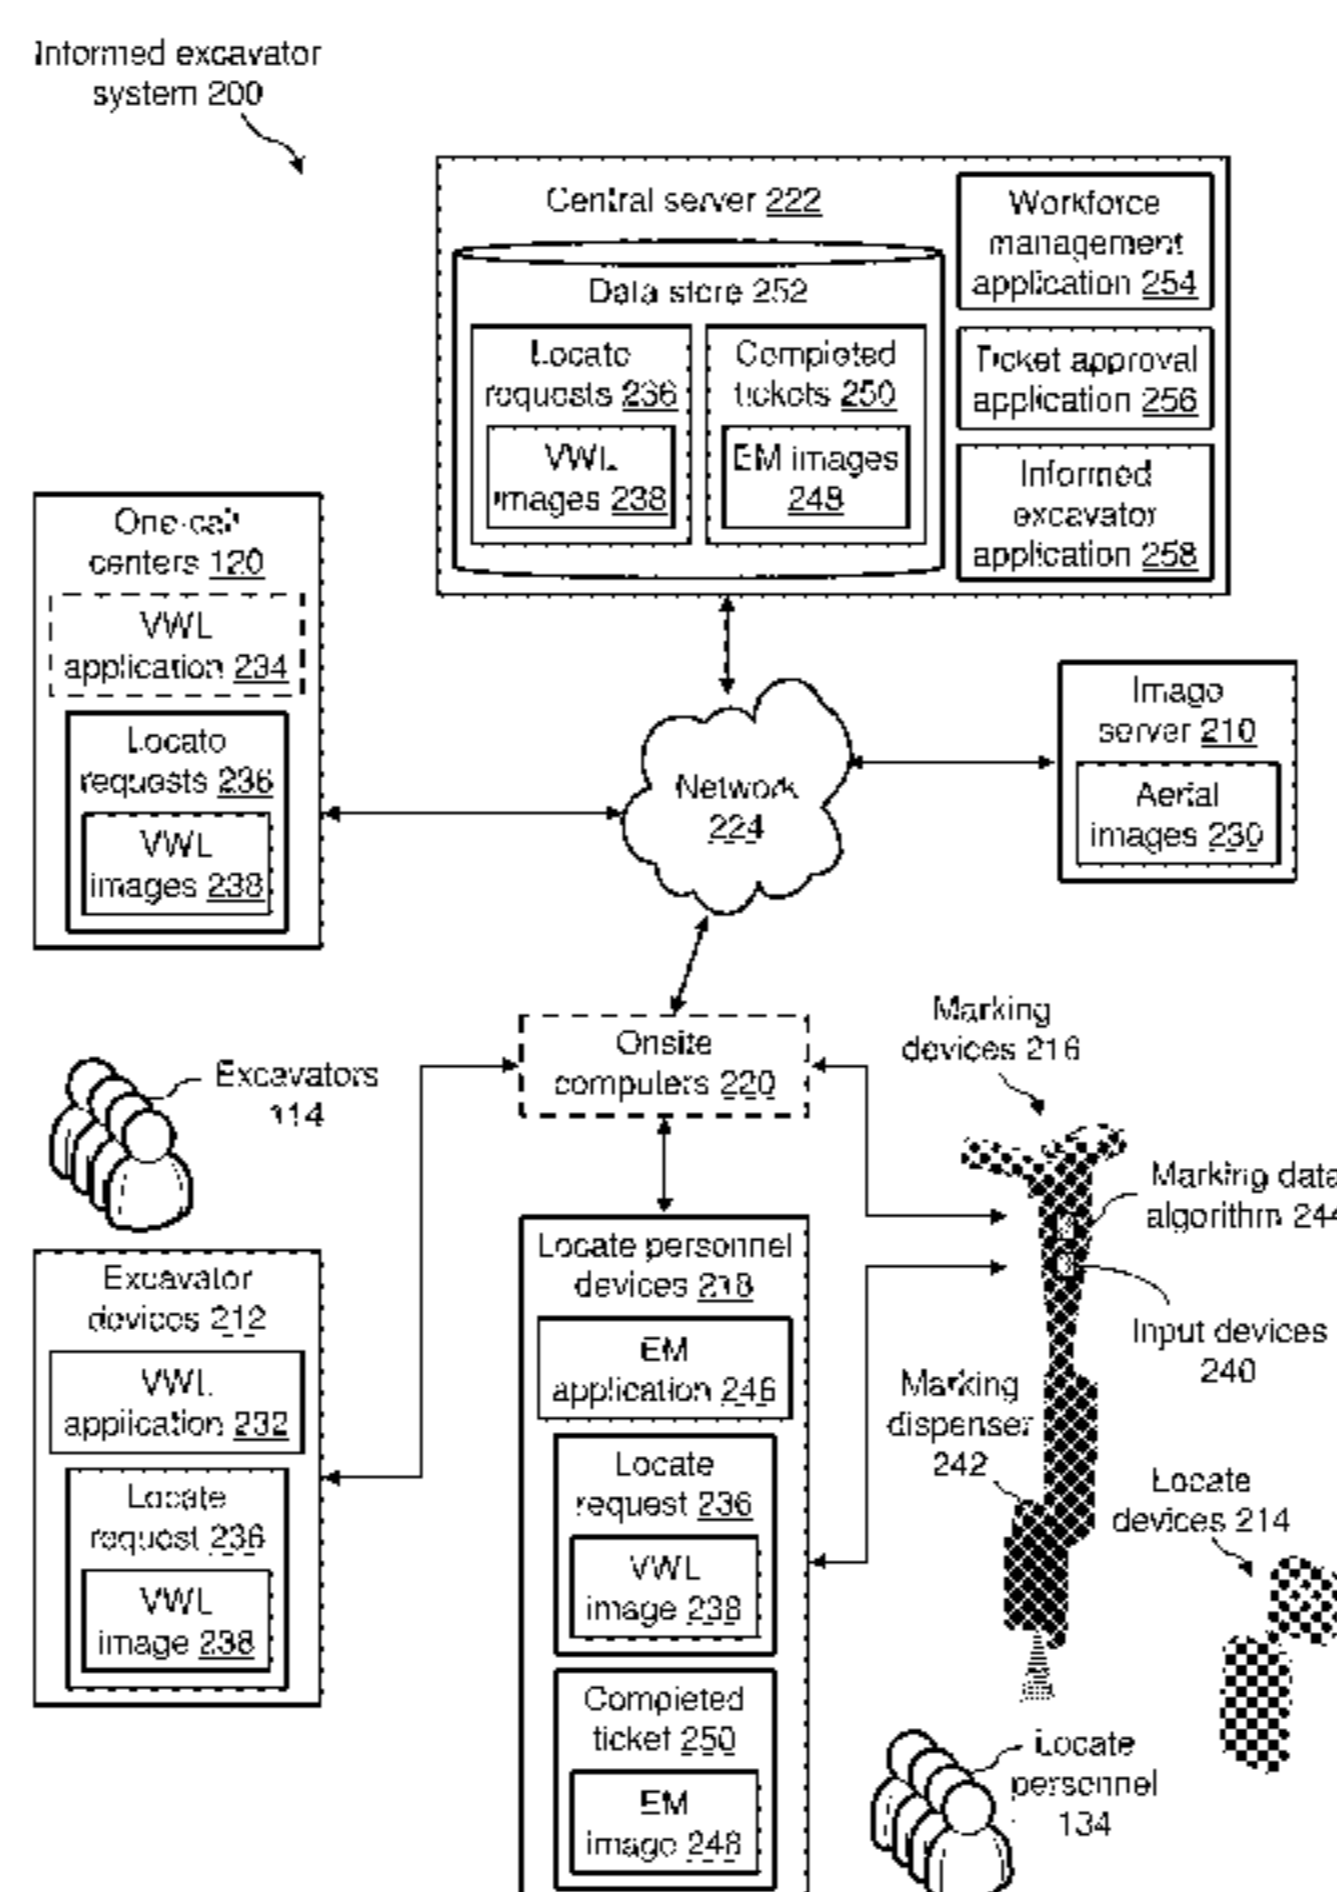 Informed excavator
system 200
Central server 222
Workforce
management
application 254
Data store 252
Locate
requests 236
VWL
images 238
Completed
tickets 250
EM images
248
Ticket approval
application 256
Informed
excavator
application 258
One-call
centers 120
VWL
application 234
Locate
requests 236
VWL
images 238
Network
224
Image
server 210
Aerial
images 230
Onsite
computers 220
Marking
devices 216
Excavators
114
Marking data
algorithm 244
Input devices
240
Excavator
devices 212
VWL
application 232
Locate
request 236
VWL
image 238
Locate personnel
devices 218
EM
application 246
Locate
request 236
VWL
image 238
Completed
ticket 250
EM
image 248
Marking
dispenser
242
Locate
devices 214
Locate
personnel
134